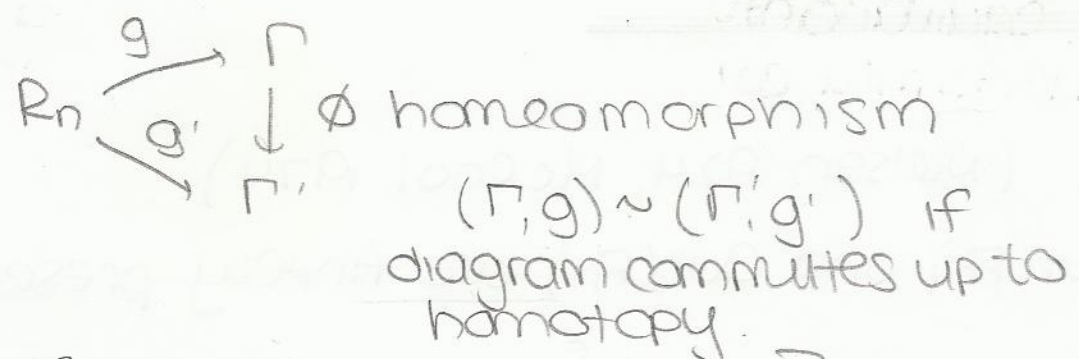 g Γ
Rn φ homeomorphism
g'
Γ'
(Γ, g) ~ (Γ', g') if
diagram commutes up to
homotopy.